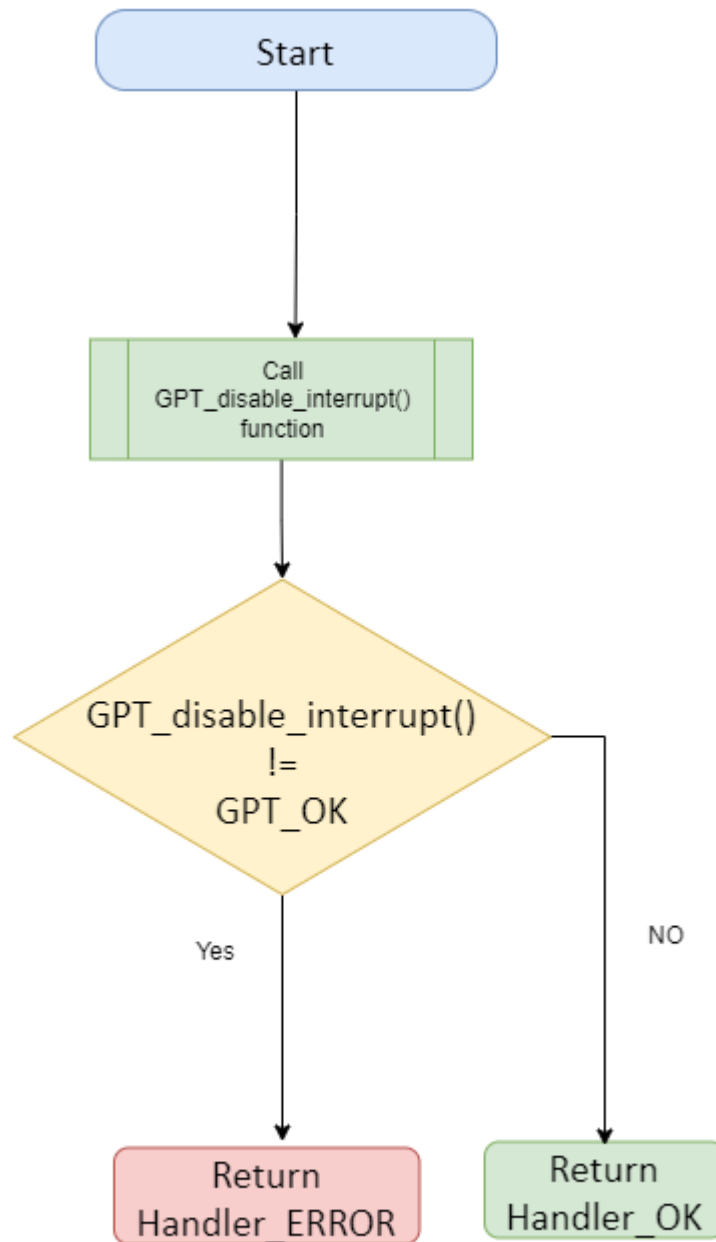 Start
Call
GPT_disable_interrupt()
function
GPT_disable_interrupt()
!=
GPT_OK
Yes
NO
Return
Handler_ERROR
Return
Handler_OK